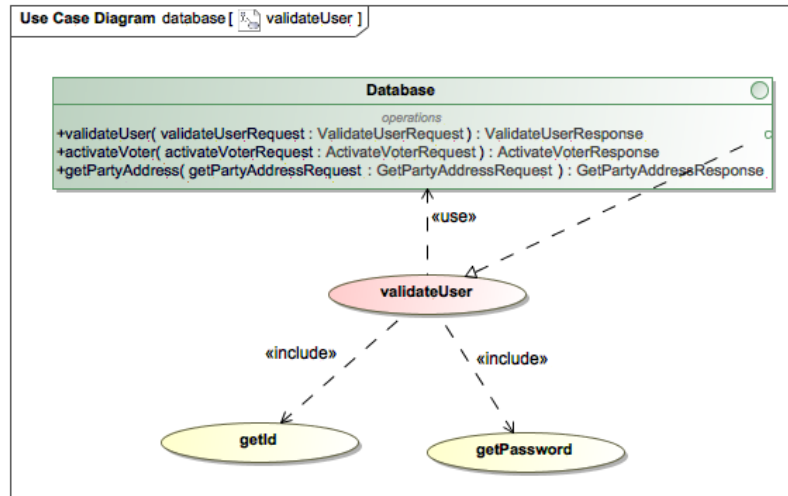 Use Case Diagram database[ validateUser ]
Database
operations
+validateUser( validateUserRequest : ValidateUserRequest ) : ValidateUserResponse
+activateVoter( activateVoterRequest : ActivateVoterRequest ) : ActivateVoterResponse
+getPartyAddress( getPartyAddressRequest : GetPartyAddressRequest ) : GetPartyAddressResponse
«use»
validateUser
«include»
«include»
getId
getPassword